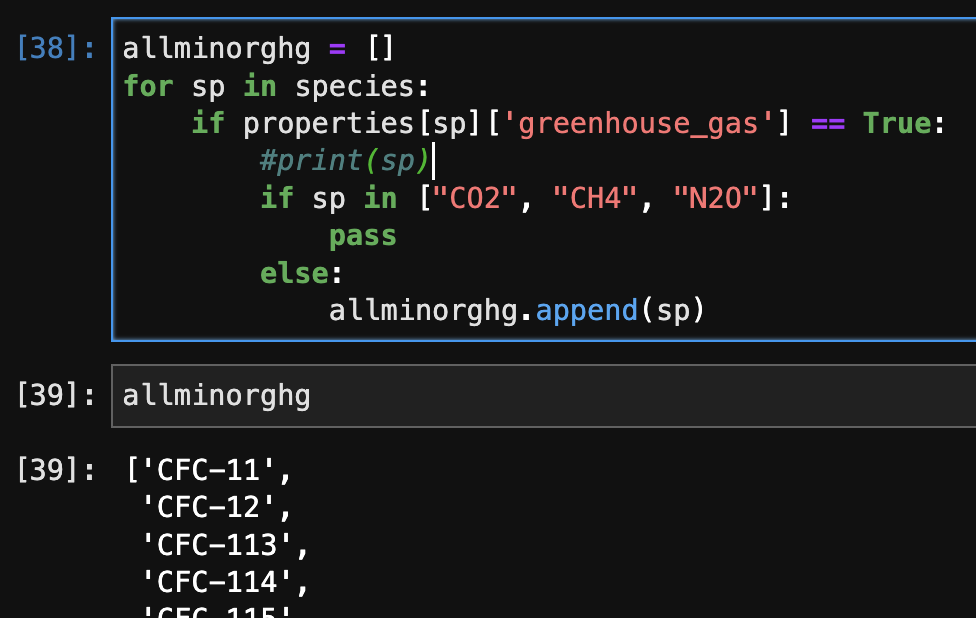 [38]: allminorghg = []
for sp in species:
    if properties[sp]['greenhouse_gas'] == True:
        #print(sp)
        if sp in ["CO2", "CH4", "N2O"]:
            pass
        else:
            allminorghg.append(sp)
[39]: allminorghg
[39]: ['CFC-11',
 'CFC-12',
 'CFC-113',
 'CFC-114',
 'CFC-115'